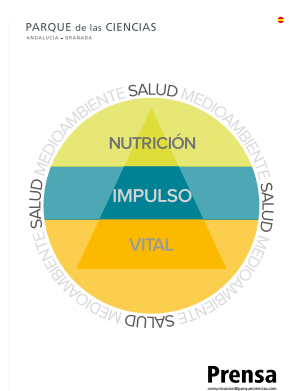 PARQUE de las CIENCIAS
ANDALUCÍA • GRANADA
SALUD MEDIOAMBIENTE SALUD MEDIOAMBIENTE SALUD MEDIOAMBIENTE SALUD MEDIOAMBIENTE
NUTRICIÓN
IMPULSO
VITAL
Prensa
comunicacion@parqueciencias.com